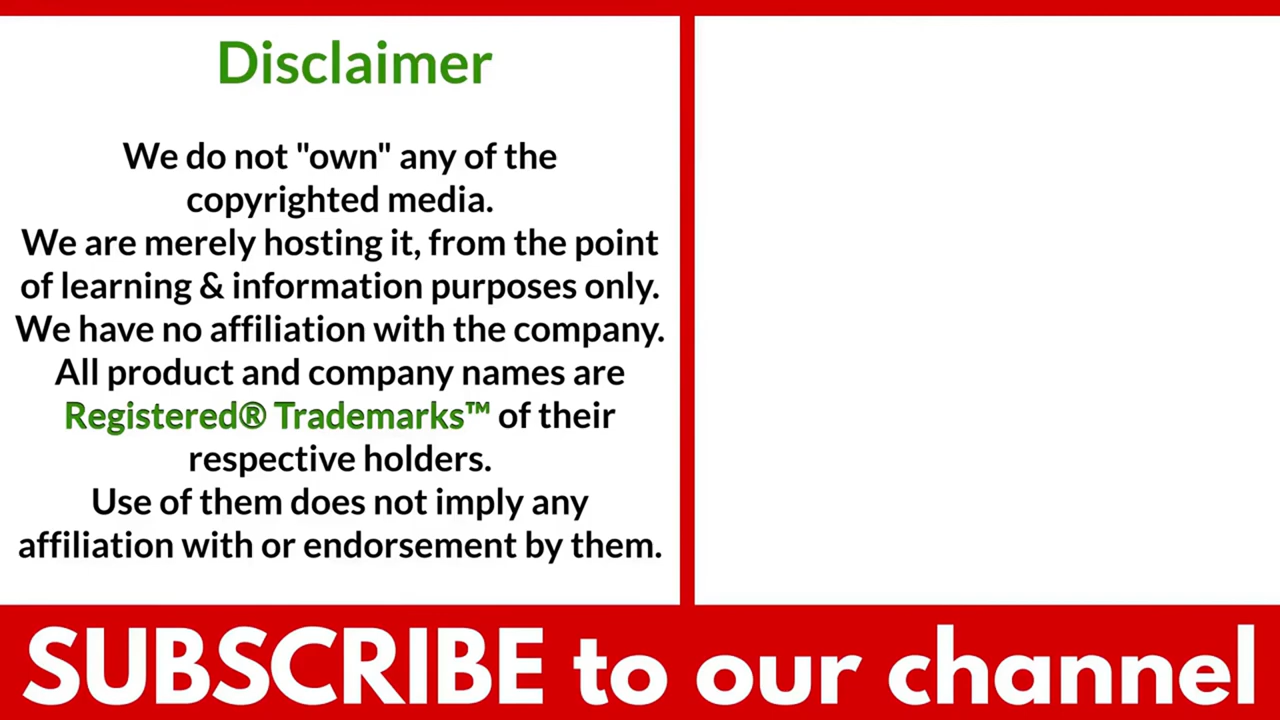 Disclaimer
We do not "own" any of the
copyrighted media.
We are merely hosting it, from the point
of learning & information purposes only.
We have no affiliation with the company.
All product and company names are
Registered® Trademarks™ of their
respective holders.
Use of them does not imply any
affiliation with or endorsement by them.
SUBSCRIBE to our channel